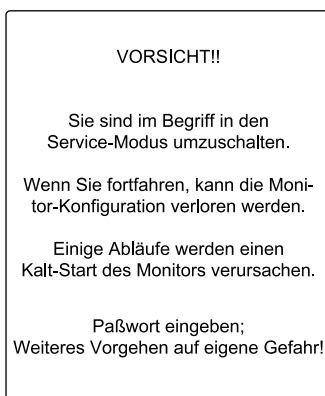 VORSICHT!!
Sie sind im Begriff in den
Service-Modus umzuschalten.
Wenn Sie fortfahren, kann die Moni-
tor-Konfiguration verloren werden.
Einige Abläufe werden einen
Kalt-Start des Monitors verursachen.
Paßwort eingeben;
Weiteres Vorgehen auf eigene Gefahr!